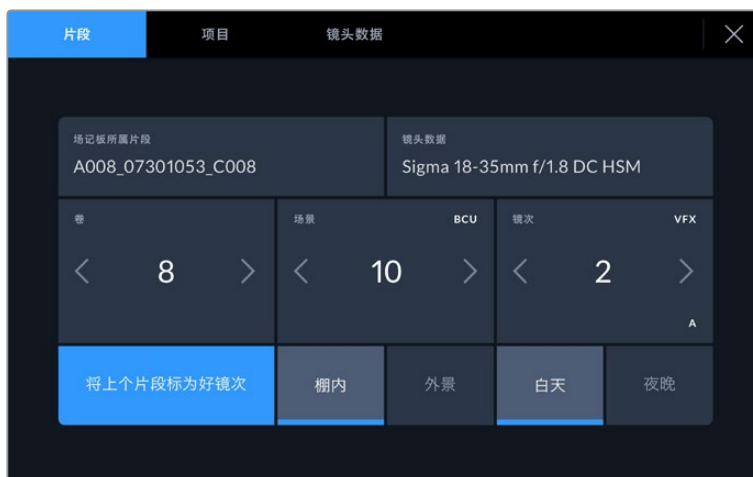 片段 项目 镜头数据
场记板所属片段 镜头数据
A008_07301053_C008 Sigma 18-35mm f/1.8 DC HSM
卷 场景 BCU 镜次 VFX
8 10 2
A
将上个片段标为好镜次 棚内 外景 白天 夜晚